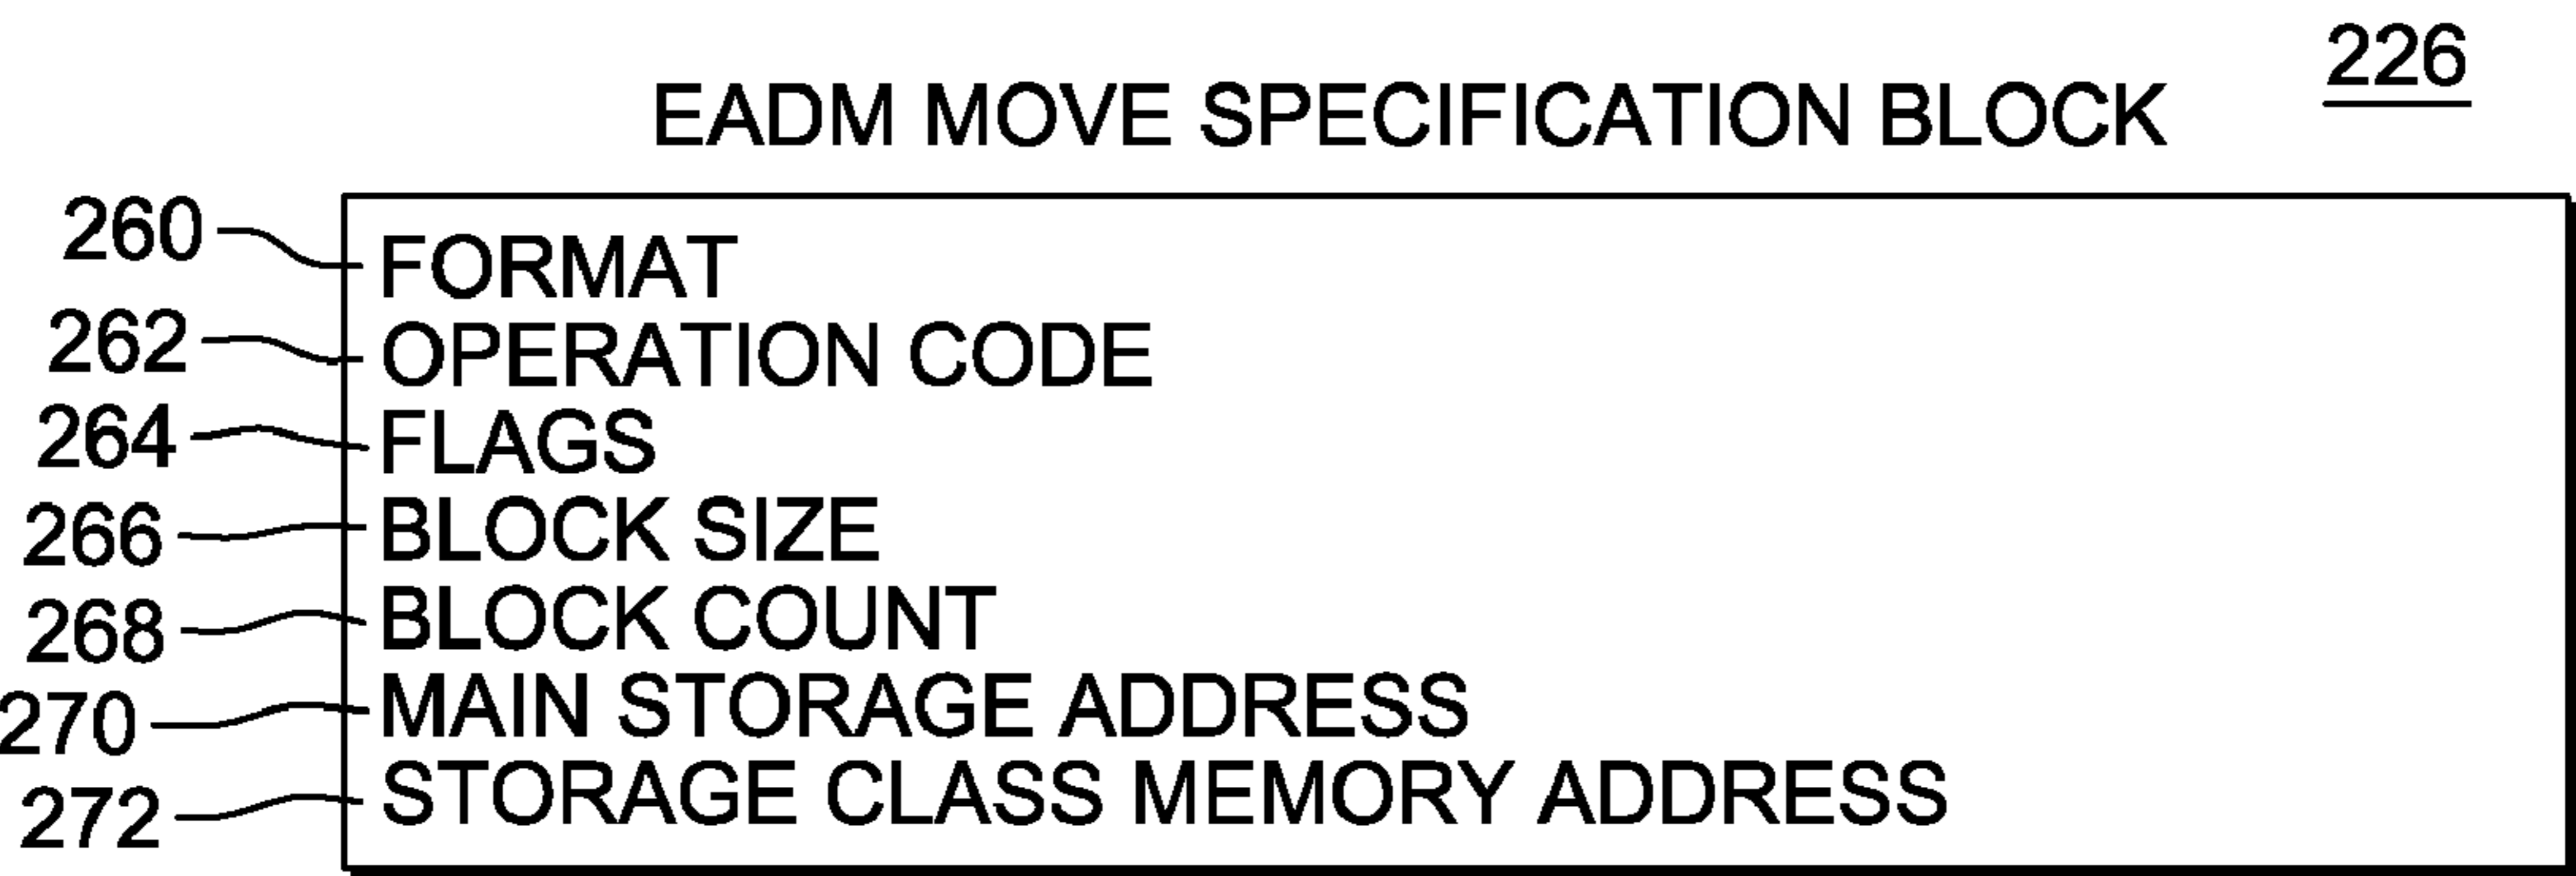 226
EADM MOVE SPECIFICATION BLOCK
260 FORMAT
262 OPERATION CODE
264 FLAGS
266 BLOCK SIZE
268 BLOCK COUNT
270 MAIN STORAGE ADDRESS
272 STORAGE CLASS MEMORY ADDRESS